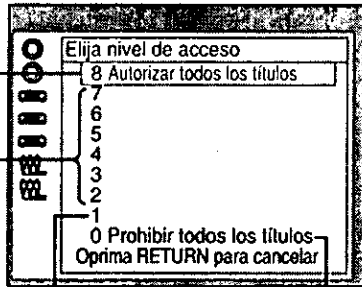 Elija nivel de acceso
8 Autorizar todos los títulos
7
6
5
4
3
2
1
0 Prohibir todos los títulos
Oprima RETURN para cancelar